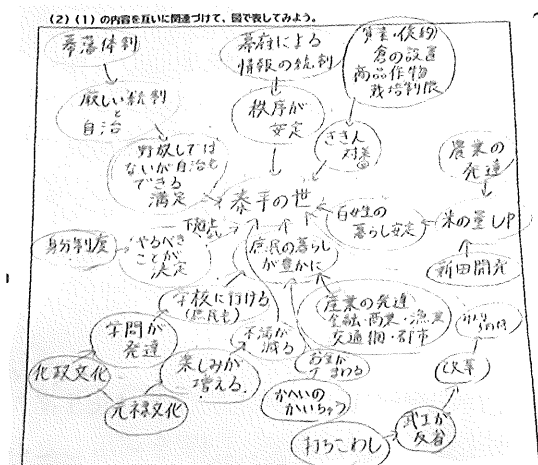 (2)(1)の内容を互いに関連づけて、図で表してみよう。
幕藩体制
厳しい統制
と
自治
野放しでは
ないが自治も
できる
満足
幕府による
情報の統制
秩序が
安定
質素・倹約
倉の設置
商品作物
栽培制限
ききん
対策
農業の
発達
米の量UP
新田開発
百姓の
暮らし安定
泰平の世
身分制度
やるべき
ことが
決定
庶民の暮らし
が豊かに
学校に行ける
(庶民も)
学問が
発達
化政文化
元禄文化
楽しみが
増える
不満が
減る
産業の発達
金融・商業・漁業
交通網・都市
お金が
まわる
かへいの
かいちゅう
打ちこわし
武士が
反省
改革